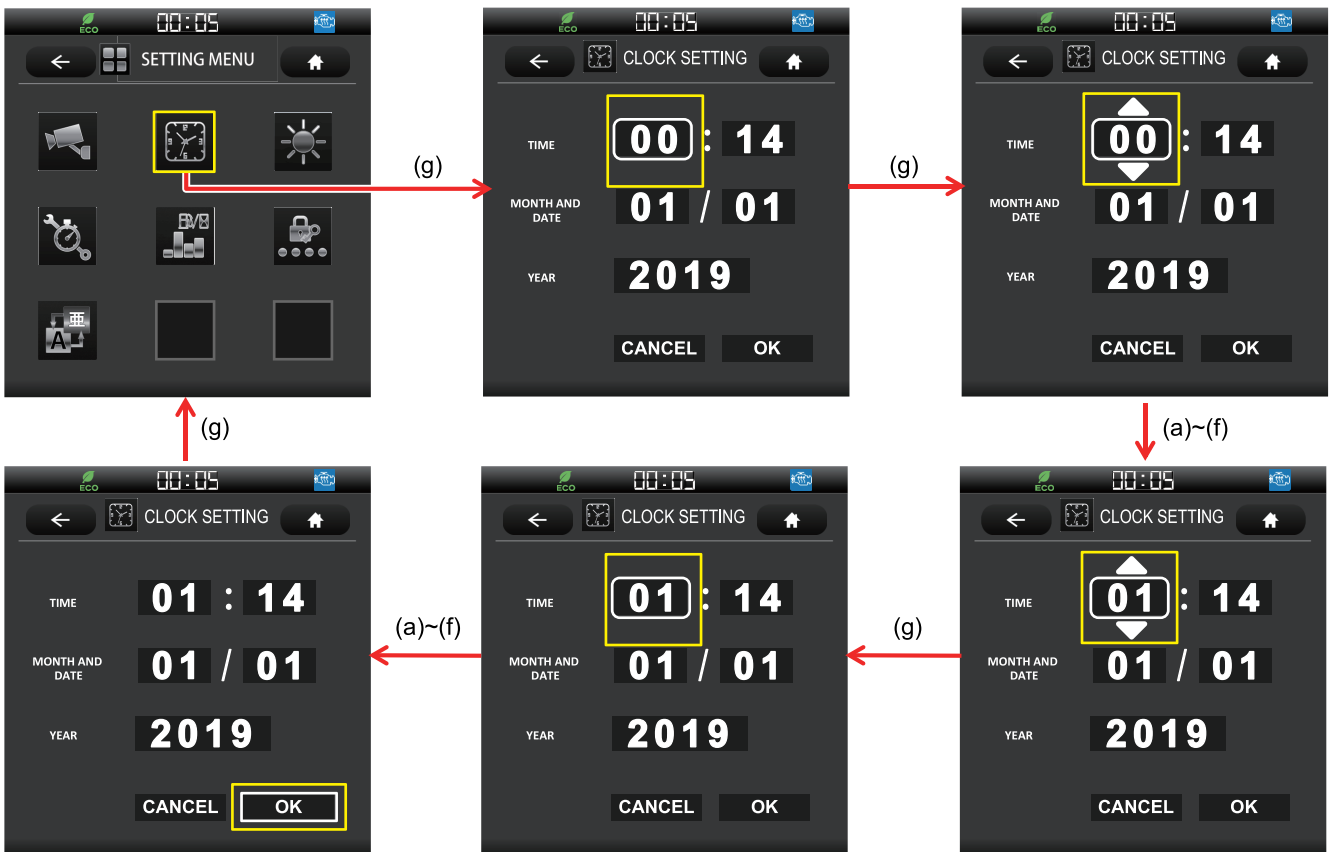 ECO 00:05
SETTING MENU
亜
A
(g)
ECO 00:05
CLOCK SETTING
TIME 00 : 14
MONTH AND
DATE 01 / 01
YEAR 2019
CANCEL OK
(g)
ECO 00:05
CLOCK SETTING
TIME 00 : 14
MONTH AND
DATE 01 / 01
YEAR 2019
CANCEL OK
(a)~(f)
ECO 00:05
CLOCK SETTING
TIME 01 : 14
MONTH AND
DATE 01 / 01
YEAR 2019
CANCEL OK
(g)
ECO 00:05
CLOCK SETTING
TIME 01 : 14
MONTH AND
DATE 01 / 01
YEAR 2019
CANCEL OK
(a)~(f)
ECO 00:05
CLOCK SETTING
TIME 01 : 14
MONTH AND
DATE 01 / 01
YEAR 2019
CANCEL OK
(g)